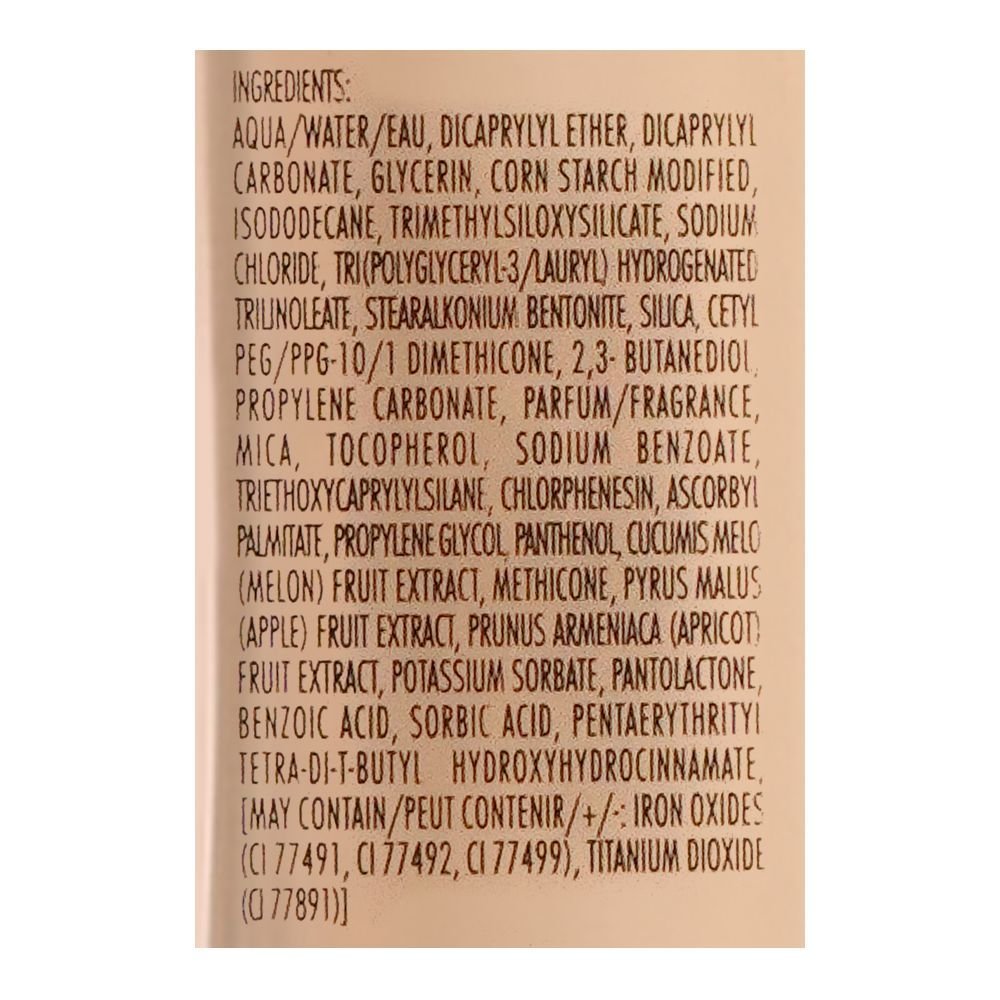 INGREDIENTS:
AQUA/WATER/EAU, DICAPRYLYL ETHER, DICAPRYLYL
CARBONATE, GLYCERIN, CORN STARCH MODIFIED,
ISODODECANE, TRIMETHYLSILOXYSILICATE, SODIUM
CHLORIDE, TRI(POLYGLYCERYL-3/LAURYL) HYDROGENATED
TRILINOLEATE, STEARALKONIUM BENTONITE, SILICA, CETYL
PEG/PPG-10/1 DIMETHICONE, 2,3- BUTANEDIOL,
PROPYLENE CARBONATE, PARFUM/FRAGRANCE,
MICA, TOCOPHEROL, SODIUM BENZOATE,
TRIETHOXYCAPRYLYLSILANE, CHLORPHENESIN, ASCORBYL
PALMITATE, PROPYLENE GLYCOL, PANTHENOL, CUCUMIS MELO
(MELON) FRUIT EXTRACT, METHICONE, PYRUS MALUS
(APPLE) FRUIT EXTRACT, PRUNUS ARMENIACA (APRICOT)
FRUIT EXTRACT, POTASSIUM SORBATE, PANTOLACTONE,
BENZOIC ACID, SORBIC ACID, PENTAERYTHRITYL
TETRA-DI-T-BUTYL HYDROXYHYDROCINNAMATE,
[MAY CONTAIN/PEUT CONTENIR/+/-: IRON OXIDES
(CI 77491, CI 77492, CI 77499), TITANIUM DIOXIDE
(CI 77891)]